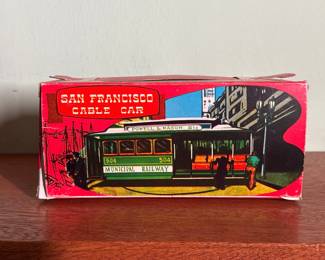 SAN FRANCISCO
CABLE CAR
POWELL & MASON STS
504 504
MUNICIPAL RAILWAY